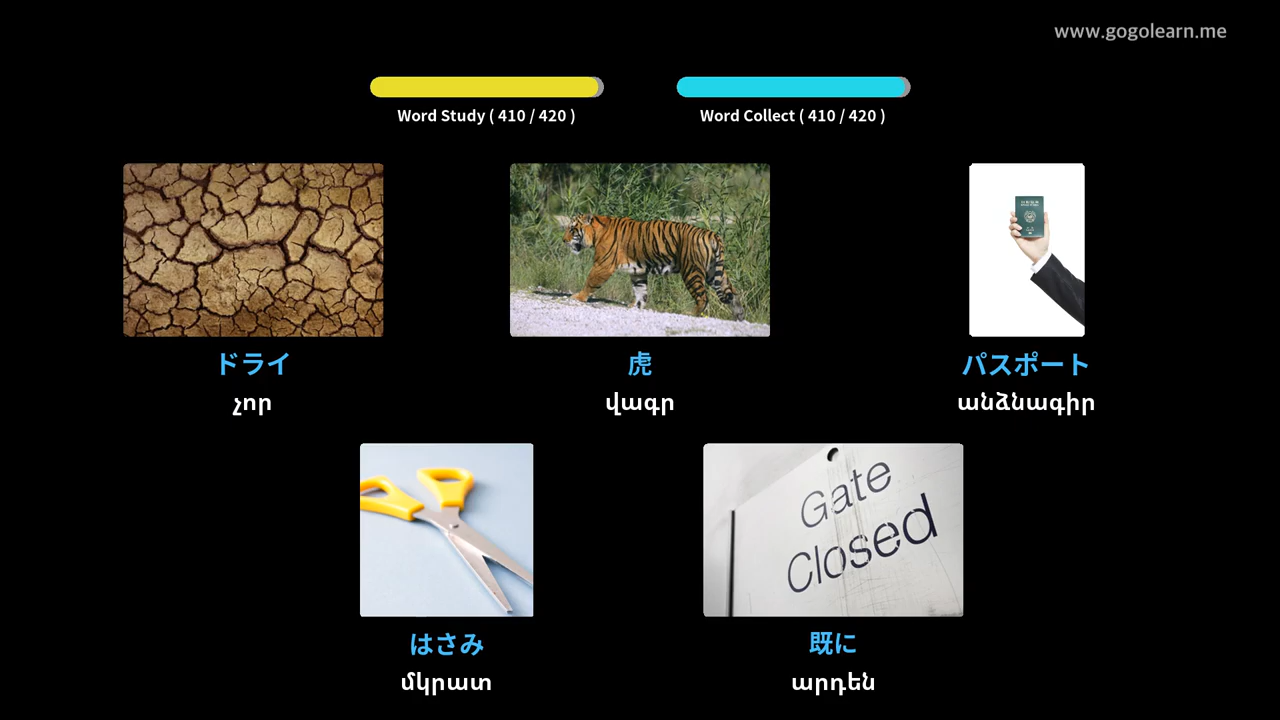 www.gogolearn.me
Word Study ( 410 / 420 )
Word Collect ( 410 / 420 )
ドライ
չոր
虎
վագր
パスポート
անձնագիր
Gate
Closed
はさみ
մկրատ
既に
արդեն